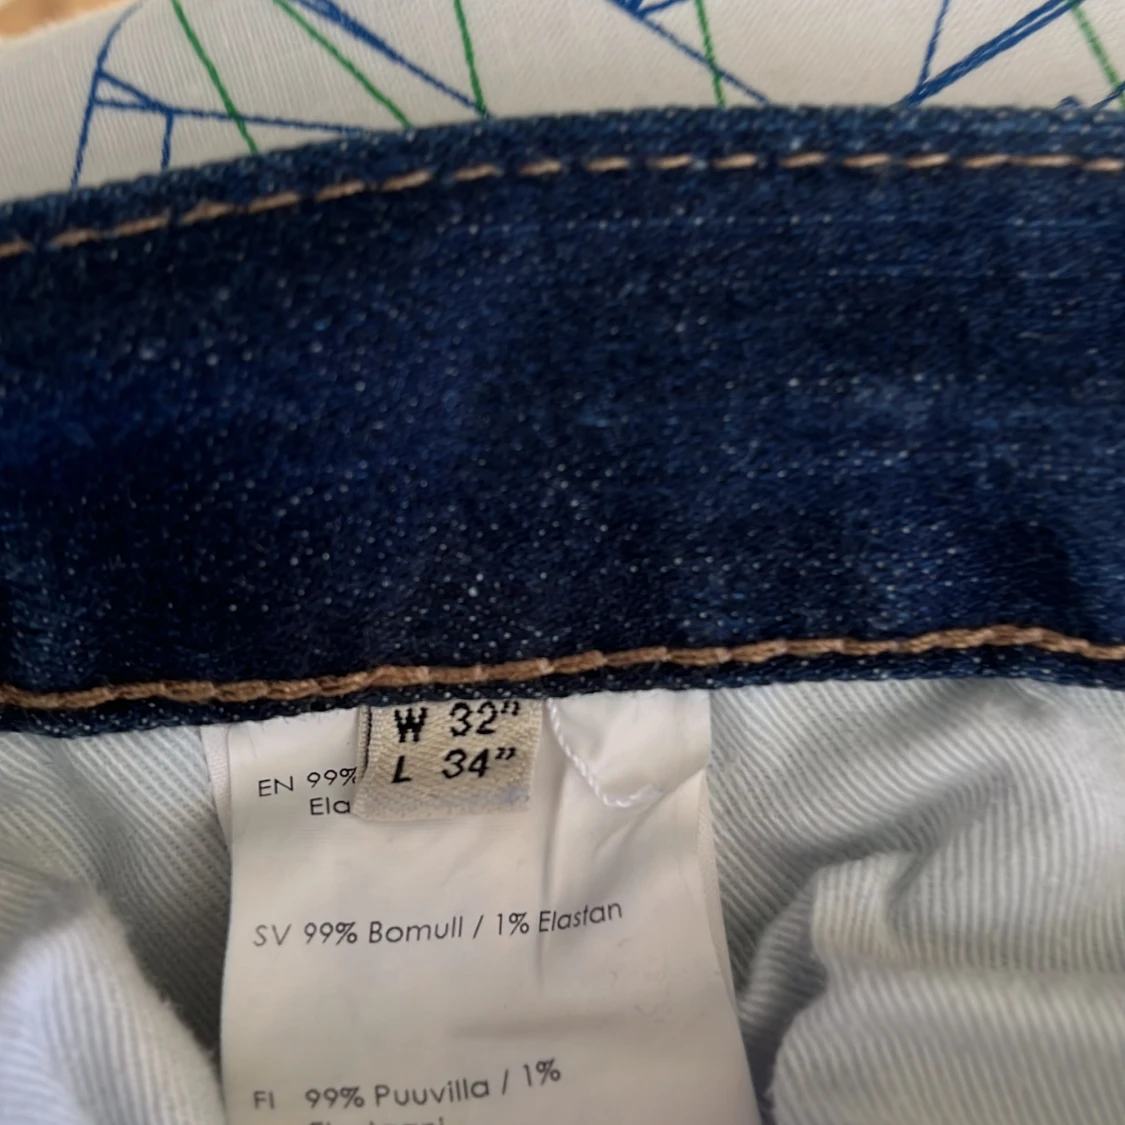 W 32”
L 34”
EN 99%
Ela
SV 99% Bomull / 1% Elastan
FI 99% Puuvilla / 1%